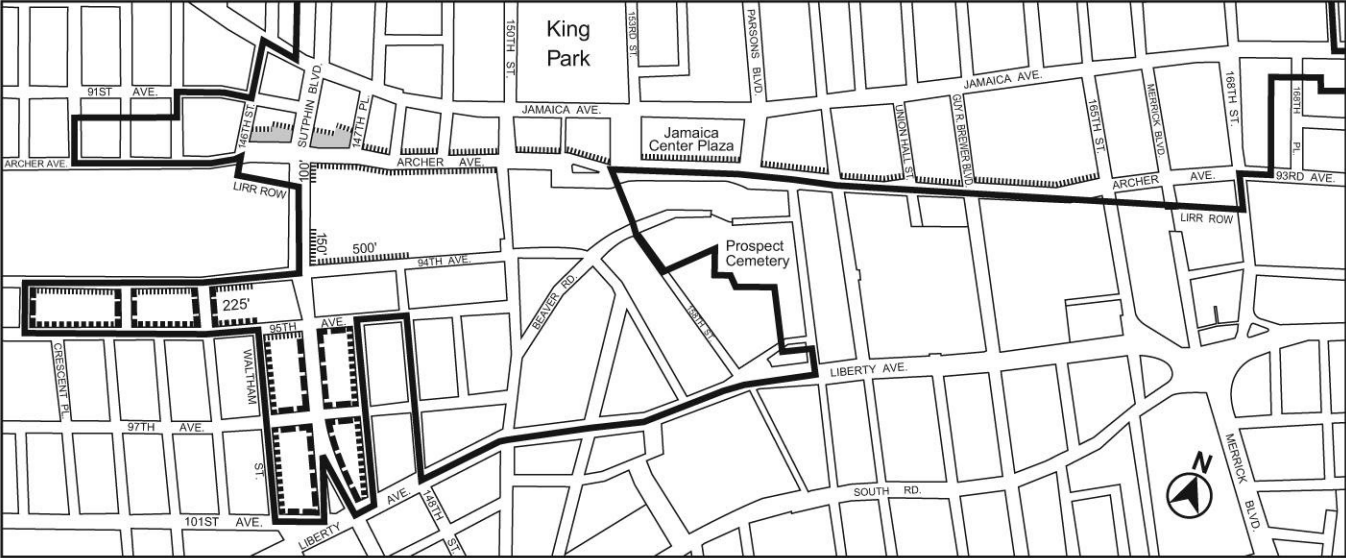 King
Park
150TH ST.
153RD ST.
PARSONS BLVD.
SUTPHIN BLVD.
91ST AVE.
146TH ST.
147TH PL.
JAMAICA AVE.
JAMAICA AVE.
UNION HALL ST.
GUY R. BREWER BLVD.
165TH ST.
MERRICK BLVD.
168TH ST.
168TH PL.
Jamaica
Center Plaza
ARCHER AVE.
ARCHER AVE.
ARCHER AVE.
93RD AVE.
LIRR ROW
LIRR ROW
100'
150'
500'
94TH AVE.
BEAVER RD.
Prospect
Cemetery
225'
95TH AVE.
158TH ST.
CRESCENT PL.
WALTHAM ST.
LIBERTY AVE.
97TH AVE.
MERRICK BLVD.
N
SOUTH RD.
148TH ST.
101ST AVE.
LIBERTY AVE.